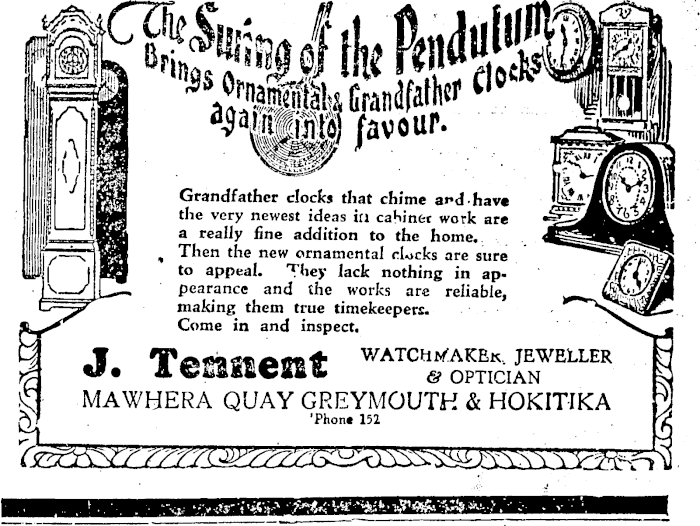 The Swing of the Pendulum
Brings Ornamental & Grandfather Clocks
again into favour.
Grandfather clocks that chime and have
the very newest ideas in cabinet work are
a really fine addition to the home.
Then the new ornamental clocks are sure
to appeal. They lack nothing in ap-
pearance and the works are reliable,
making them true timekeepers.
Come in and inspect.
J. Tennent
WATCHMAKER, JEWELLER
& OPTICIAN
MAWHERA QUAY GREYMOUTH & HOKITIKA
'Phone 152